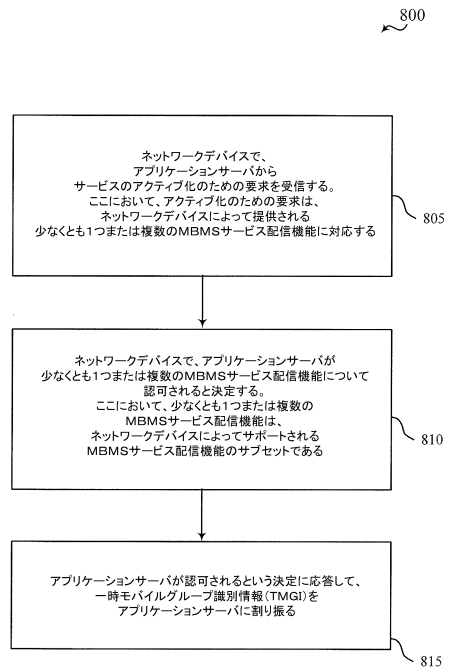 800
ネットワークデバイスで、
アプリケーションサーバから
サービスのアクティブ化のための要求を受信する。
ここにおいて、アクティブ化のための要求は、
ネットワークデバイスによって提供される
少なくとも1つまたは複数のMBMSサービス配信機能に対応する
805
ネットワークデバイスで、アプリケーションサーバが
少なくとも1つまたは複数のMBMSサービス配信機能について
認可されると決定する。
ここにおいて、少なくとも1つまたは複数の
MBMSサービス配信機能は、
ネットワークデバイスによってサポートされる
MBMSサービス配信機能のサブセットである
810
アプリケーションサーバが認可されるという決定に応答して、
一時モバイルグループ識別情報(TMGI)を
アプリケーションサーバに割り振る
815